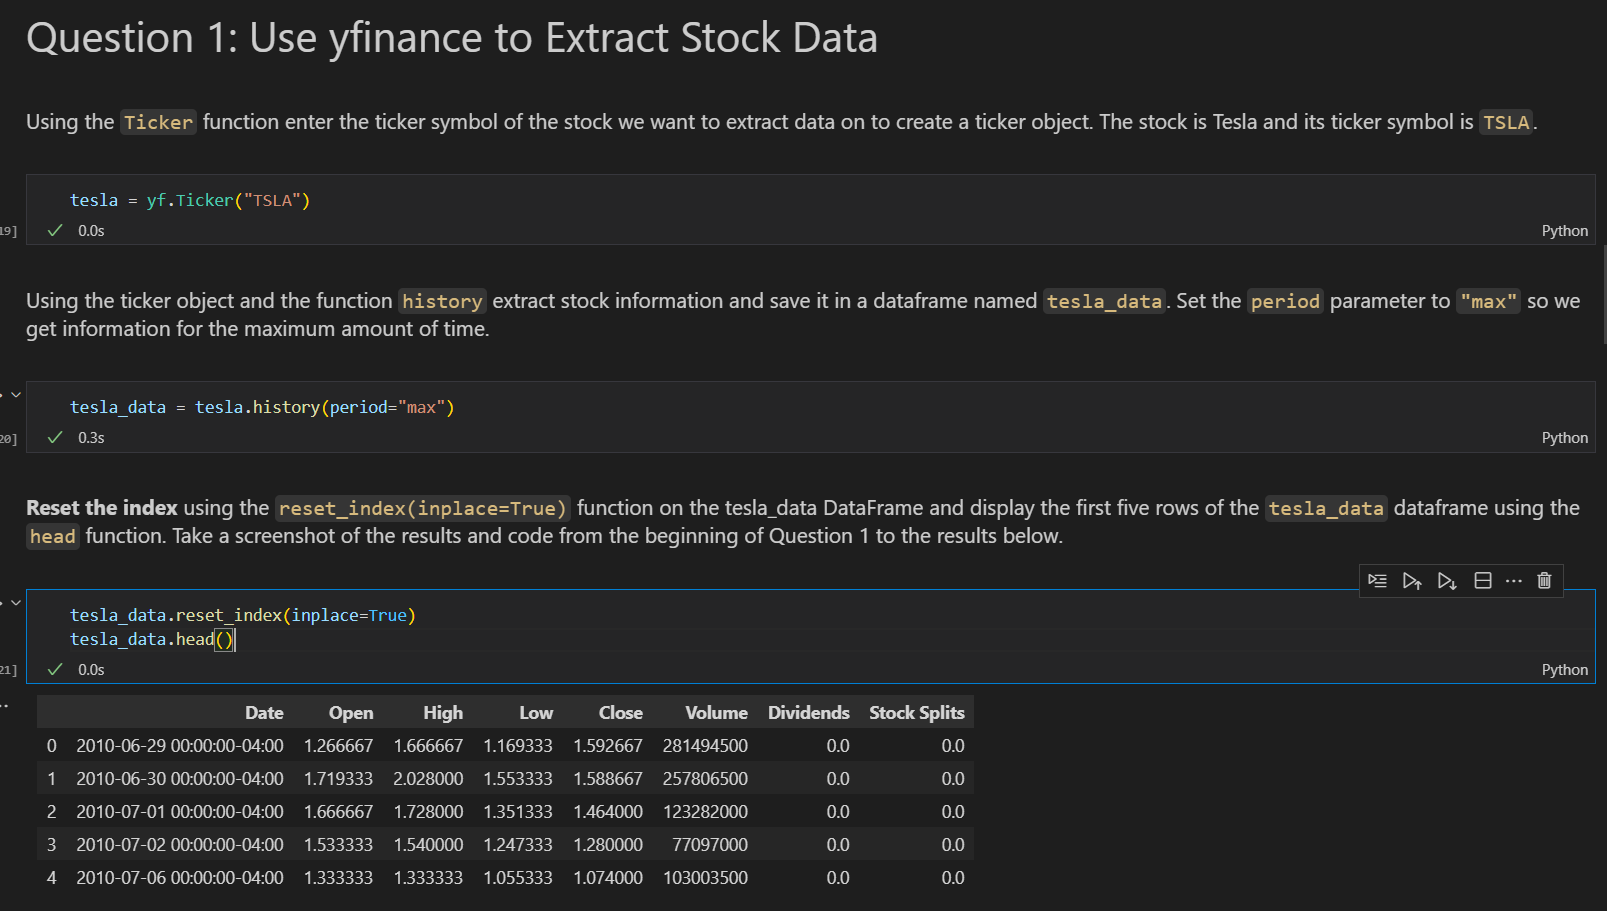 Question 1: Use yfinance to Extract Stock Data
Using the Ticker function enter the ticker symbol of the stock we want to extract data on to create a ticker object. The stock is Tesla and its ticker symbol is TSLA.
tesla = yf.Ticker("TSLA")
19] 0.0s Python
Using the ticker object and the function history extract stock information and save it in a dataframe named tesla_data. Set the period parameter to "max" so we
get information for the maximum amount of time.
tesla_data = tesla.history(period="max")
20] 0.3s Python
Reset the index using the reset_index(inplace=True) function on the tesla_data DataFrame and display the first five rows of the tesla_data dataframe using the
head function. Take a screenshot of the results and code from the beginning of Question 1 to the results below.
tesla_data.reset_index(inplace=True)
tesla_data.head()
21] 0.0s Python
Date Open High Low Close Volume Dividends Stock Splits
0 2010-06-29 00:00:00-04:00 1.266667 1.666667 1.169333 1.592667 281494500 0.0 0.0
1 2010-06-30 00:00:00-04:00 1.719333 2.028000 1.553333 1.588667 257806500 0.0 0.0
2 2010-07-01 00:00:00-04:00 1.666667 1.728000 1.351333 1.464000 123282000 0.0 0.0
3 2010-07-02 00:00:00-04:00 1.533333 1.540000 1.247333 1.280000 77097000 0.0 0.0
4 2010-07-06 00:00:00-04:00 1.333333 1.333333 1.055333 1.074000 103003500 0.0 0.0